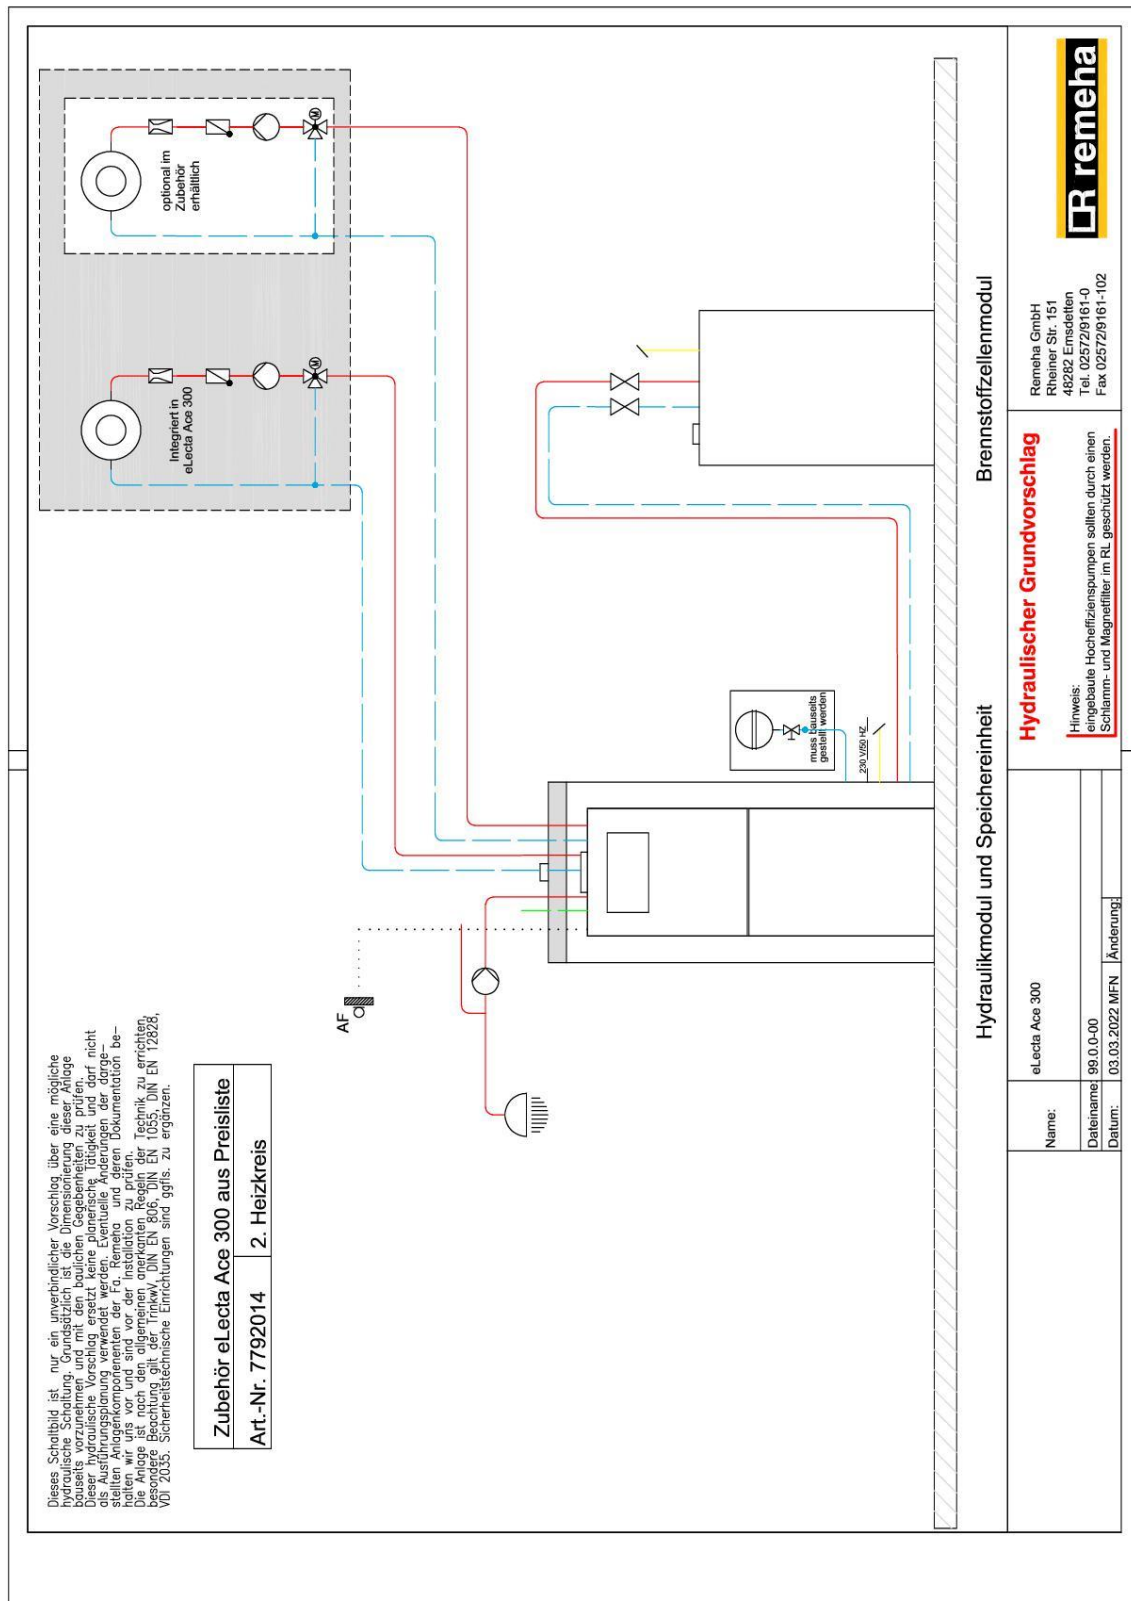 Dieses Schaltbild ist nur ein unverbindlicher Vorschlag über eine mögliche
hydraulische Schaltung. Grundsätzlich ist die Dimensionierung dieser Anlage
bauseits vorzunehmen und mit den baulichen Gegebenheiten zu prüfen.
Dieser hydraulische Vorschlag ersetzt keine planerische Tätigkeit und darf nicht
als Ausführungsplanung verwendet werden. Eventuelle Änderungen der darge-
stellten Anlagenkomponenenten der Fa. Remeha und deren Dokumentation be-
halten wir uns vor und sind vor der Installation zu prüfen.
Die Anlage ist nach den allgemeinen anerkanten Regeln der Technik zu errichten,
besondere Beachtung gilt der TrinkwV, DIN EN 806, DIN EN 1055, DIN EN 12828,
VDI 2035. Sicherheitstechnische Einrichtungen sind ggfls. zu ergänzen.
Zubehör eLecta Ace 300 aus Preisliste
Art.-Nr. 7792014 2. Heizkreis
AF
Integriert in
eLecta Ace 300
optional im
Zubehör
erhältlich
M
M
muss bauseits
gestellt werden
230 V/50 HZ
Hydraulikmodul und Speichereinheit
Brennstoffzellenmodul
Name: eLecta Ace 300
Dateiname: 99.0.0-00
Datum: 03.03.2022 MFN Änderung:
Hydraulischer Grundvorschlag
Hinweis:
eingebaute Hocheffizienspumpen sollten durch einen
Schlamm- und Magnetfilter im RL geschützt werden.
Remeha GmbH
Rheiner Str. 151
48282 Emsdetten
Tel. 02572/9161-0
Fax 02572/9161-102
remeha